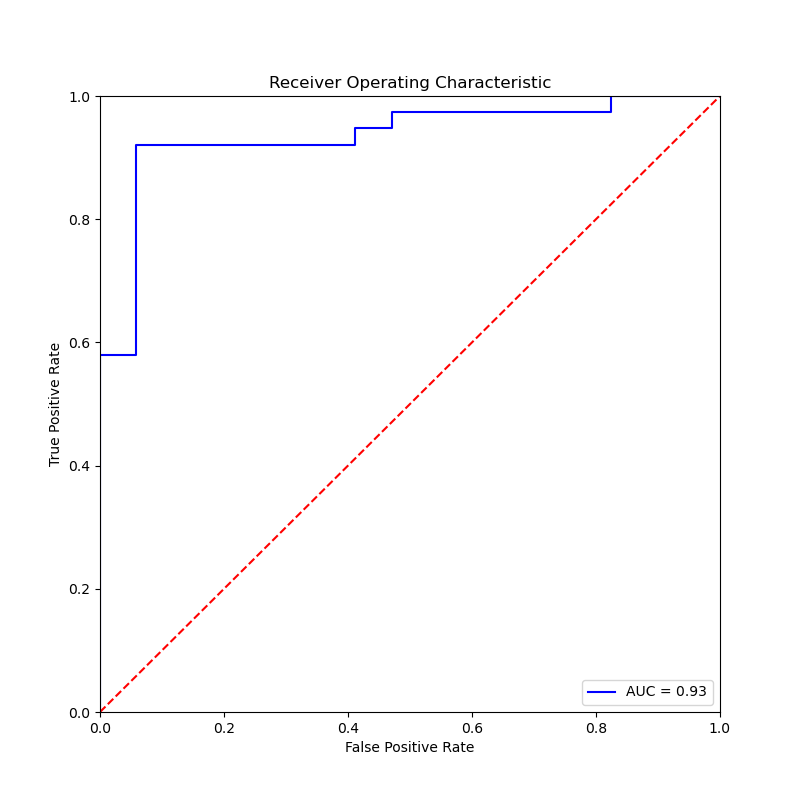 Receiver Operating Characteristic
1.0
0.8
0.6
0.4
0.2
0.0
True Positive Rate
AUC = 0.93
0.0 0.2 0.4 0.6 0.8 1.0
False Positive Rate